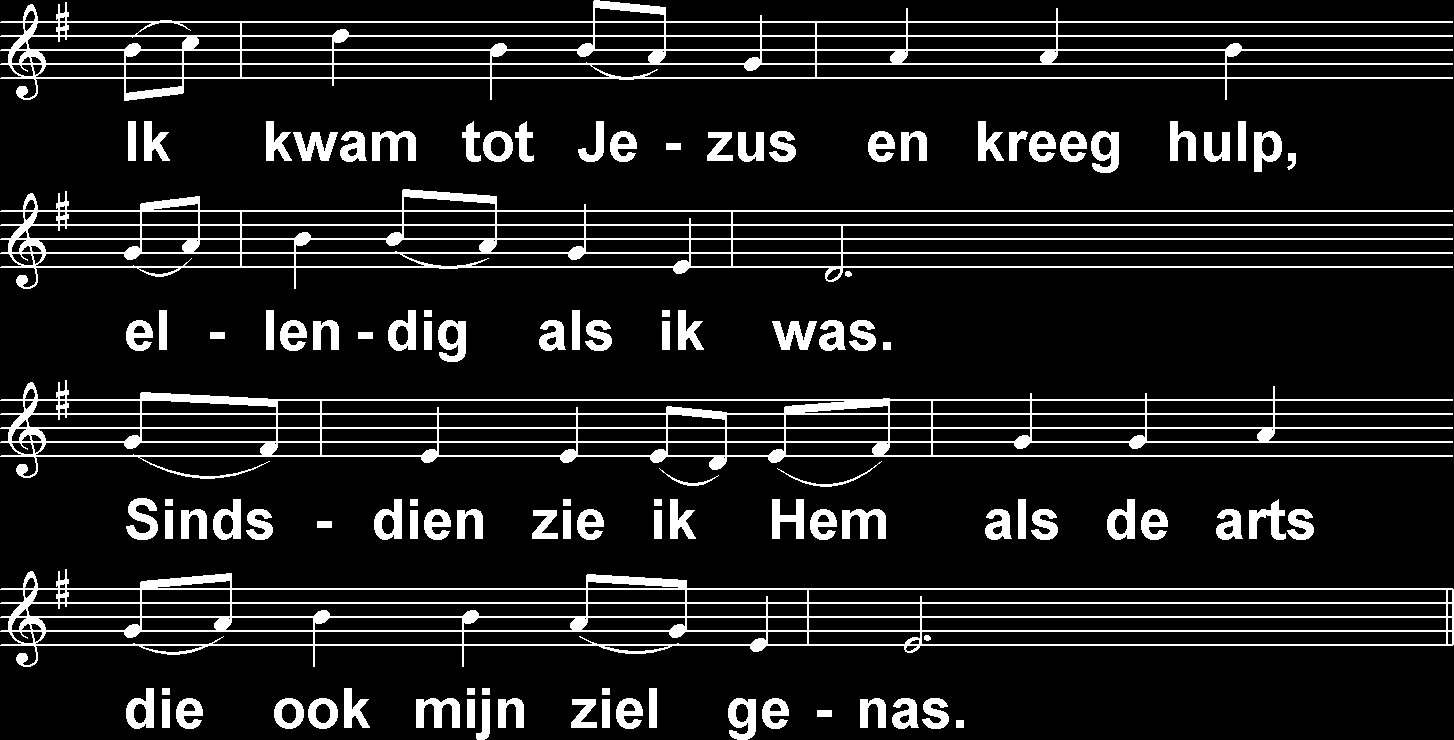 Ik kwam tot Je - zus en kreeg hulp,
el - len - dig als ik was.
Sinds - dien zie ik Hem als de arts
die ook mijn ziel ge - nas.